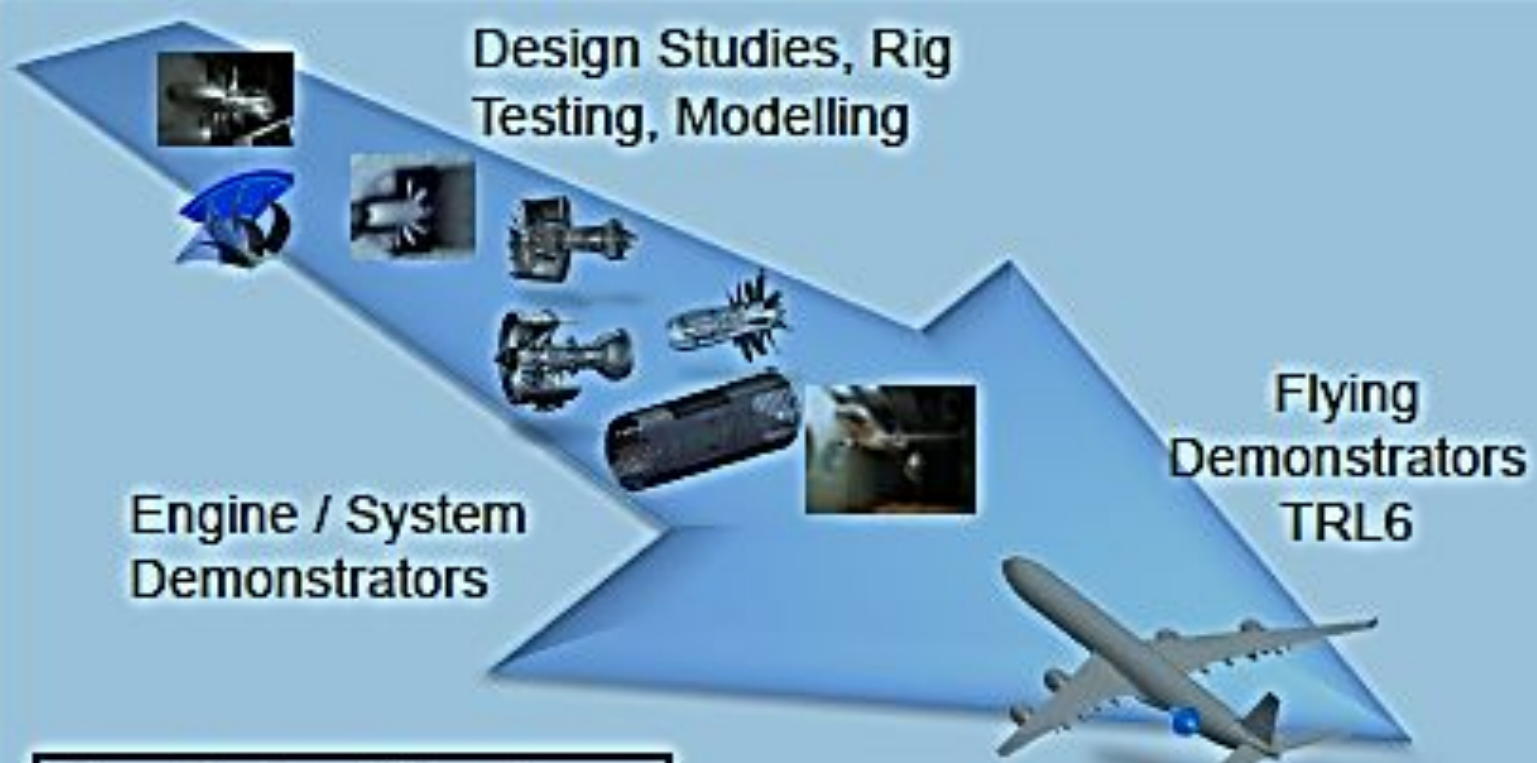 Design Studies, Rig
Testing, Modelling
Flying
Demonstrators
TRL6
Engine / System
Demonstrators